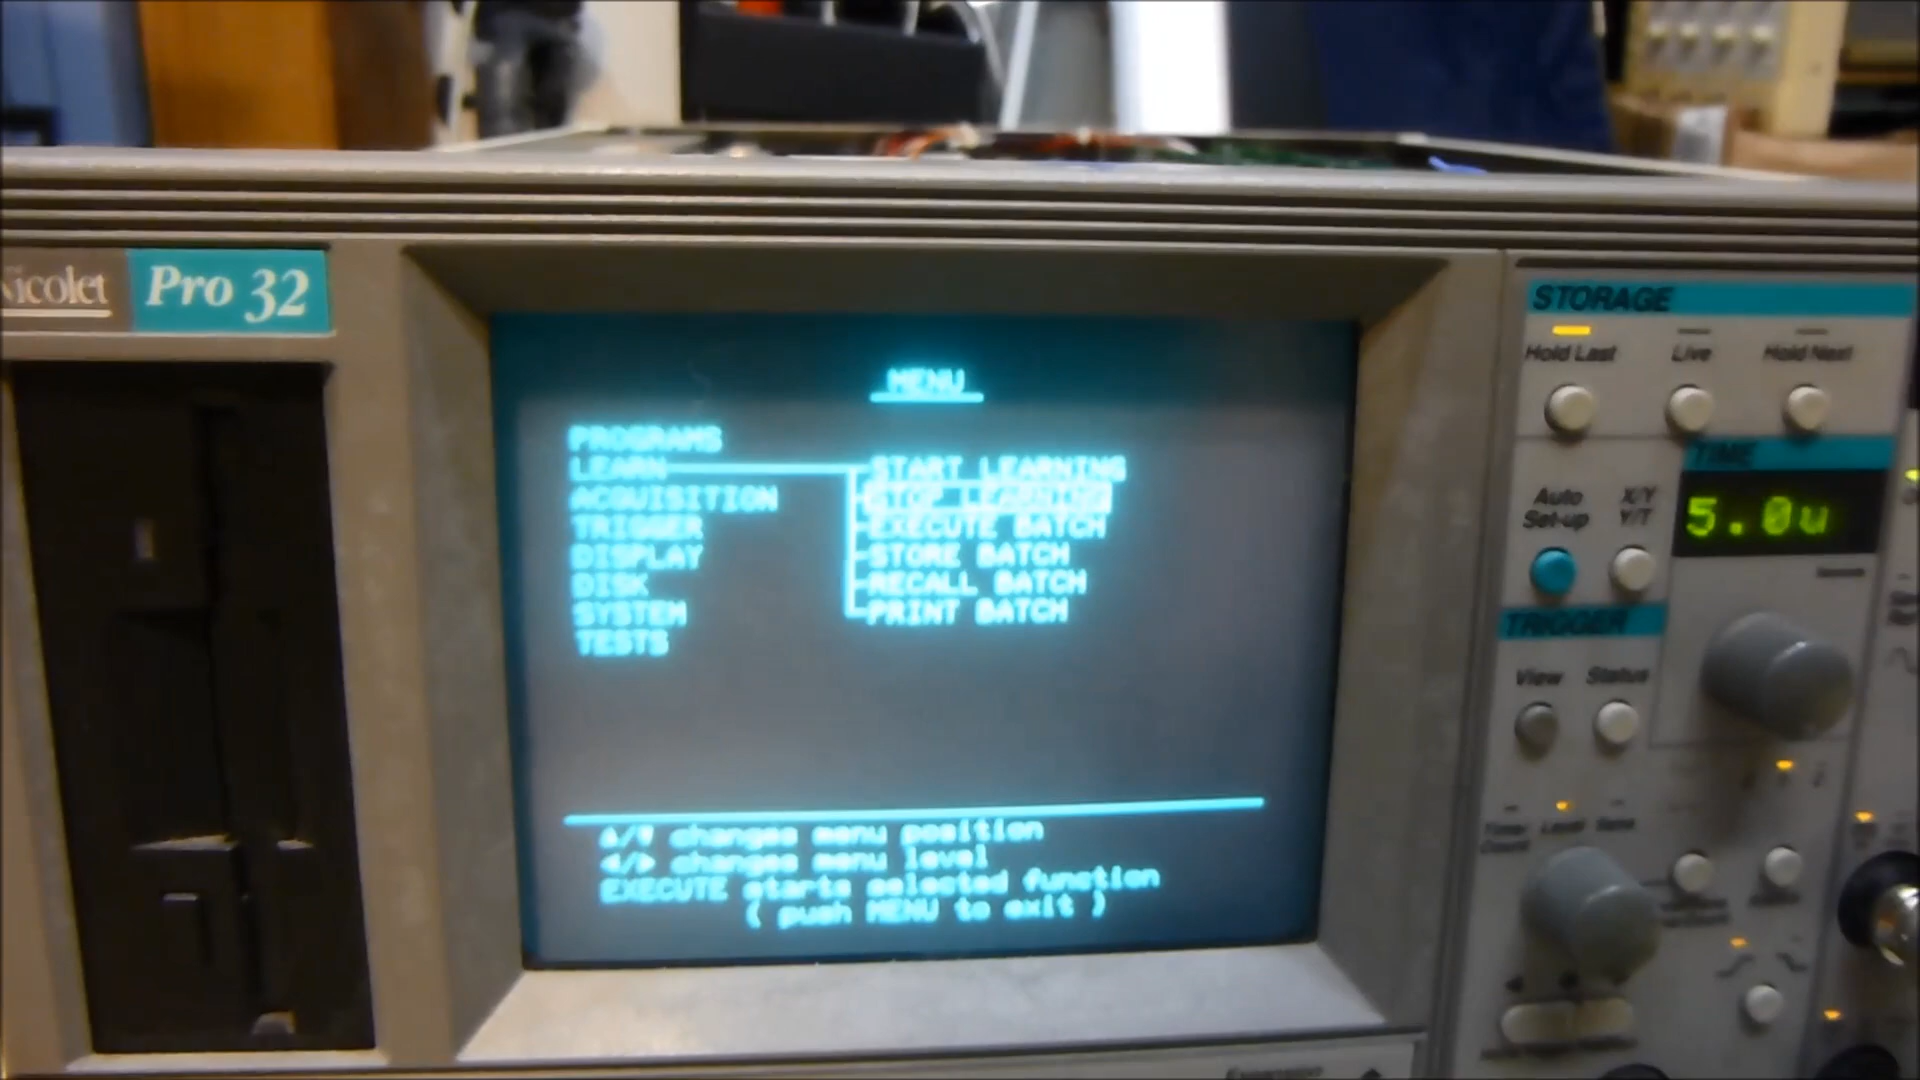 Nicolet Pro 32
MENU
PROGRAMS
LEARN
ACQUISITION
TRIGGER
DISPLAY
DISK
SYSTEM
TESTS
START LEARNING
STOP LEARNING
EXECUTE BATCH
STORE BATCH
RECALL BATCH
PRINT BATCH
▲/▼ changes menu position
◄/► changes menu level
EXECUTE starts selected function
( push MENU to exit )
STORAGE
Hold Last Live Hold Next
TIME
Auto Set-up
X/Y
Y/T
5.0u
TRIGGER
View Status
Level
Expansion